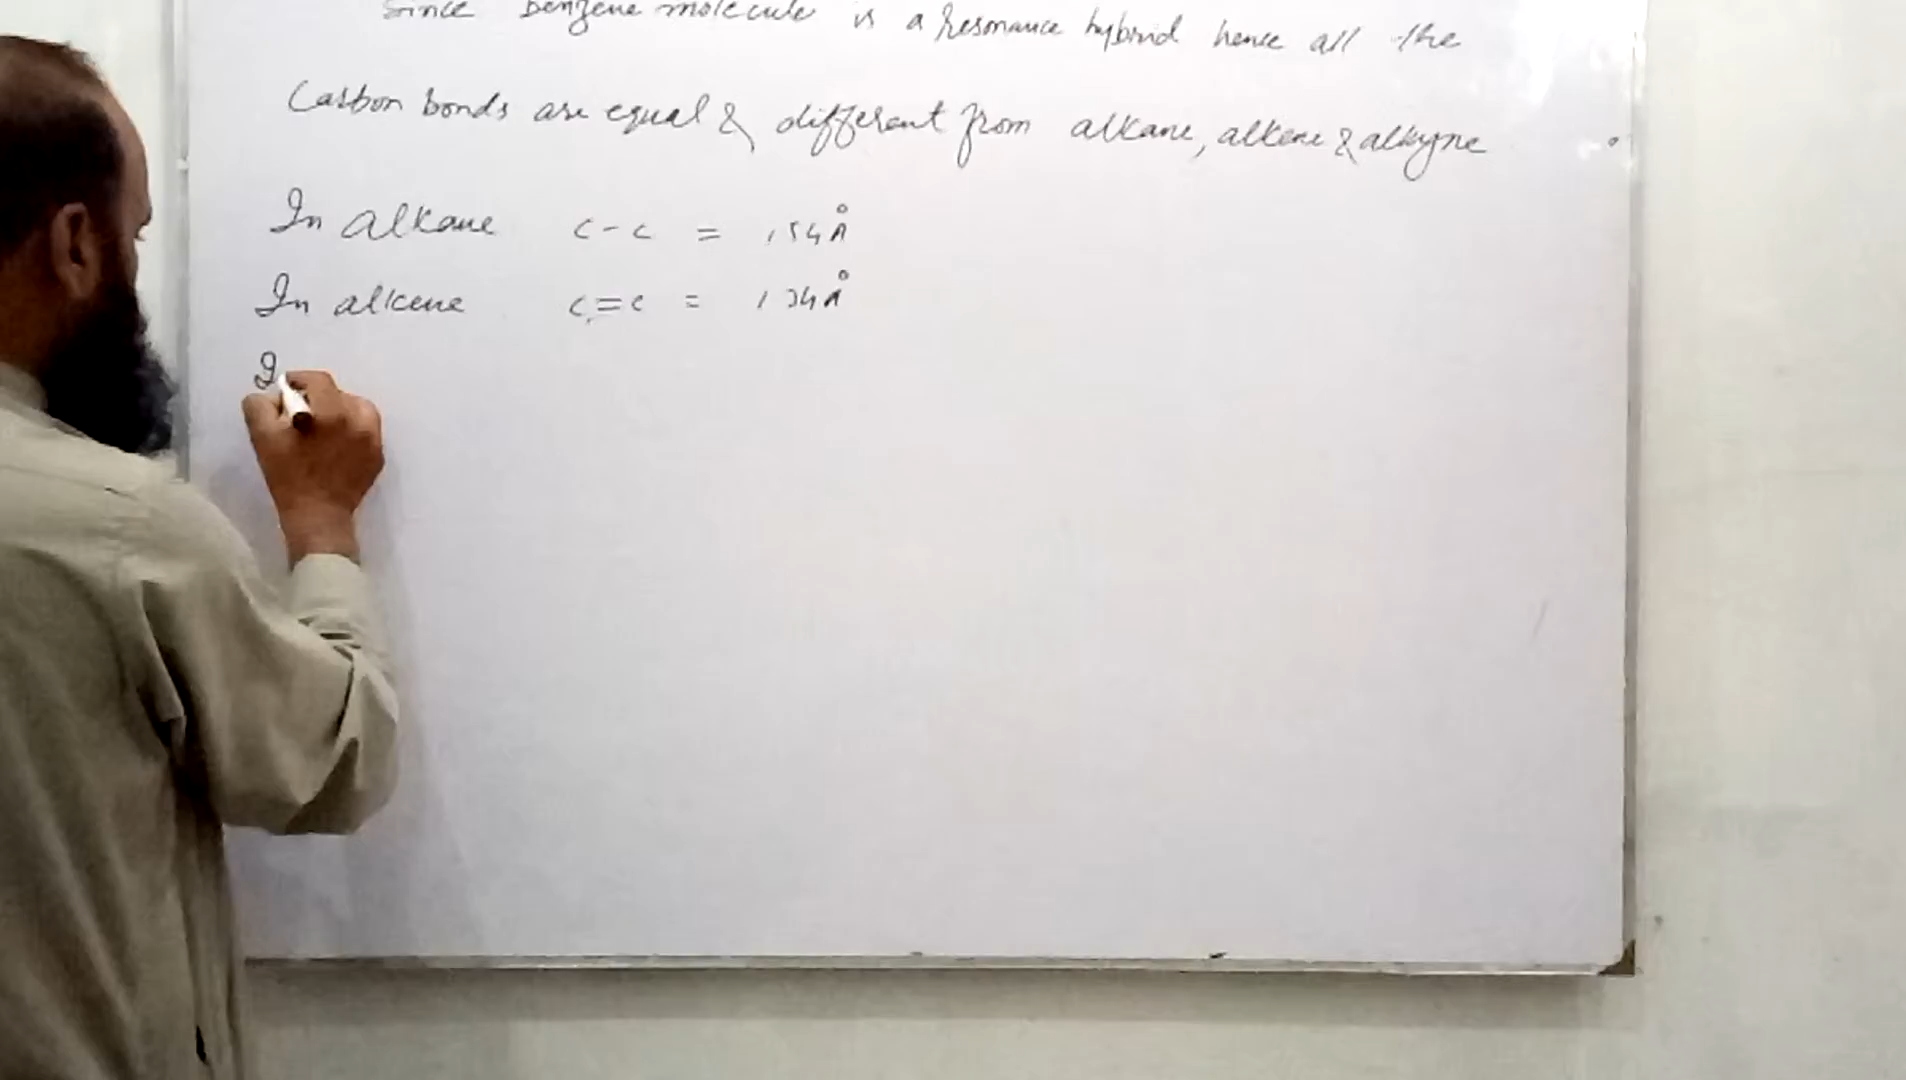 Since benzene molecule is a resonance hybrid hence all the
Carbon bonds are equal & different from alkane, alkene & alkyne
In alkane C-C = 1.54Å
In alkene C=C = 1.34Å